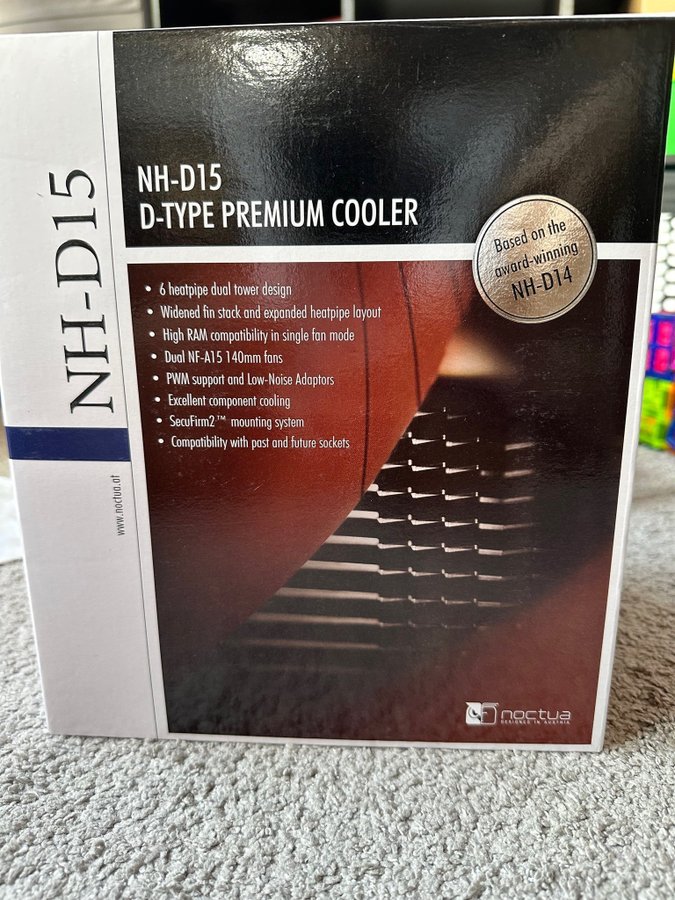 NH-D15
www.noctua.at
NH-D15
D-TYPE PREMIUM COOLER
Based on the
award-winning
NH-D14
• 6 heatpipe dual tower design
• Widened fin stack and expanded heatpipe layout
• High RAM compatibility in single fan mode
• Dual NF-A15 140mm fans
• PWM support and Low-Noise Adaptors
• Excellent component cooling
• SecuFirm2™ mounting system
• Compatibility with past and future sockets
noctua
DESIGNED IN AUSTRIA